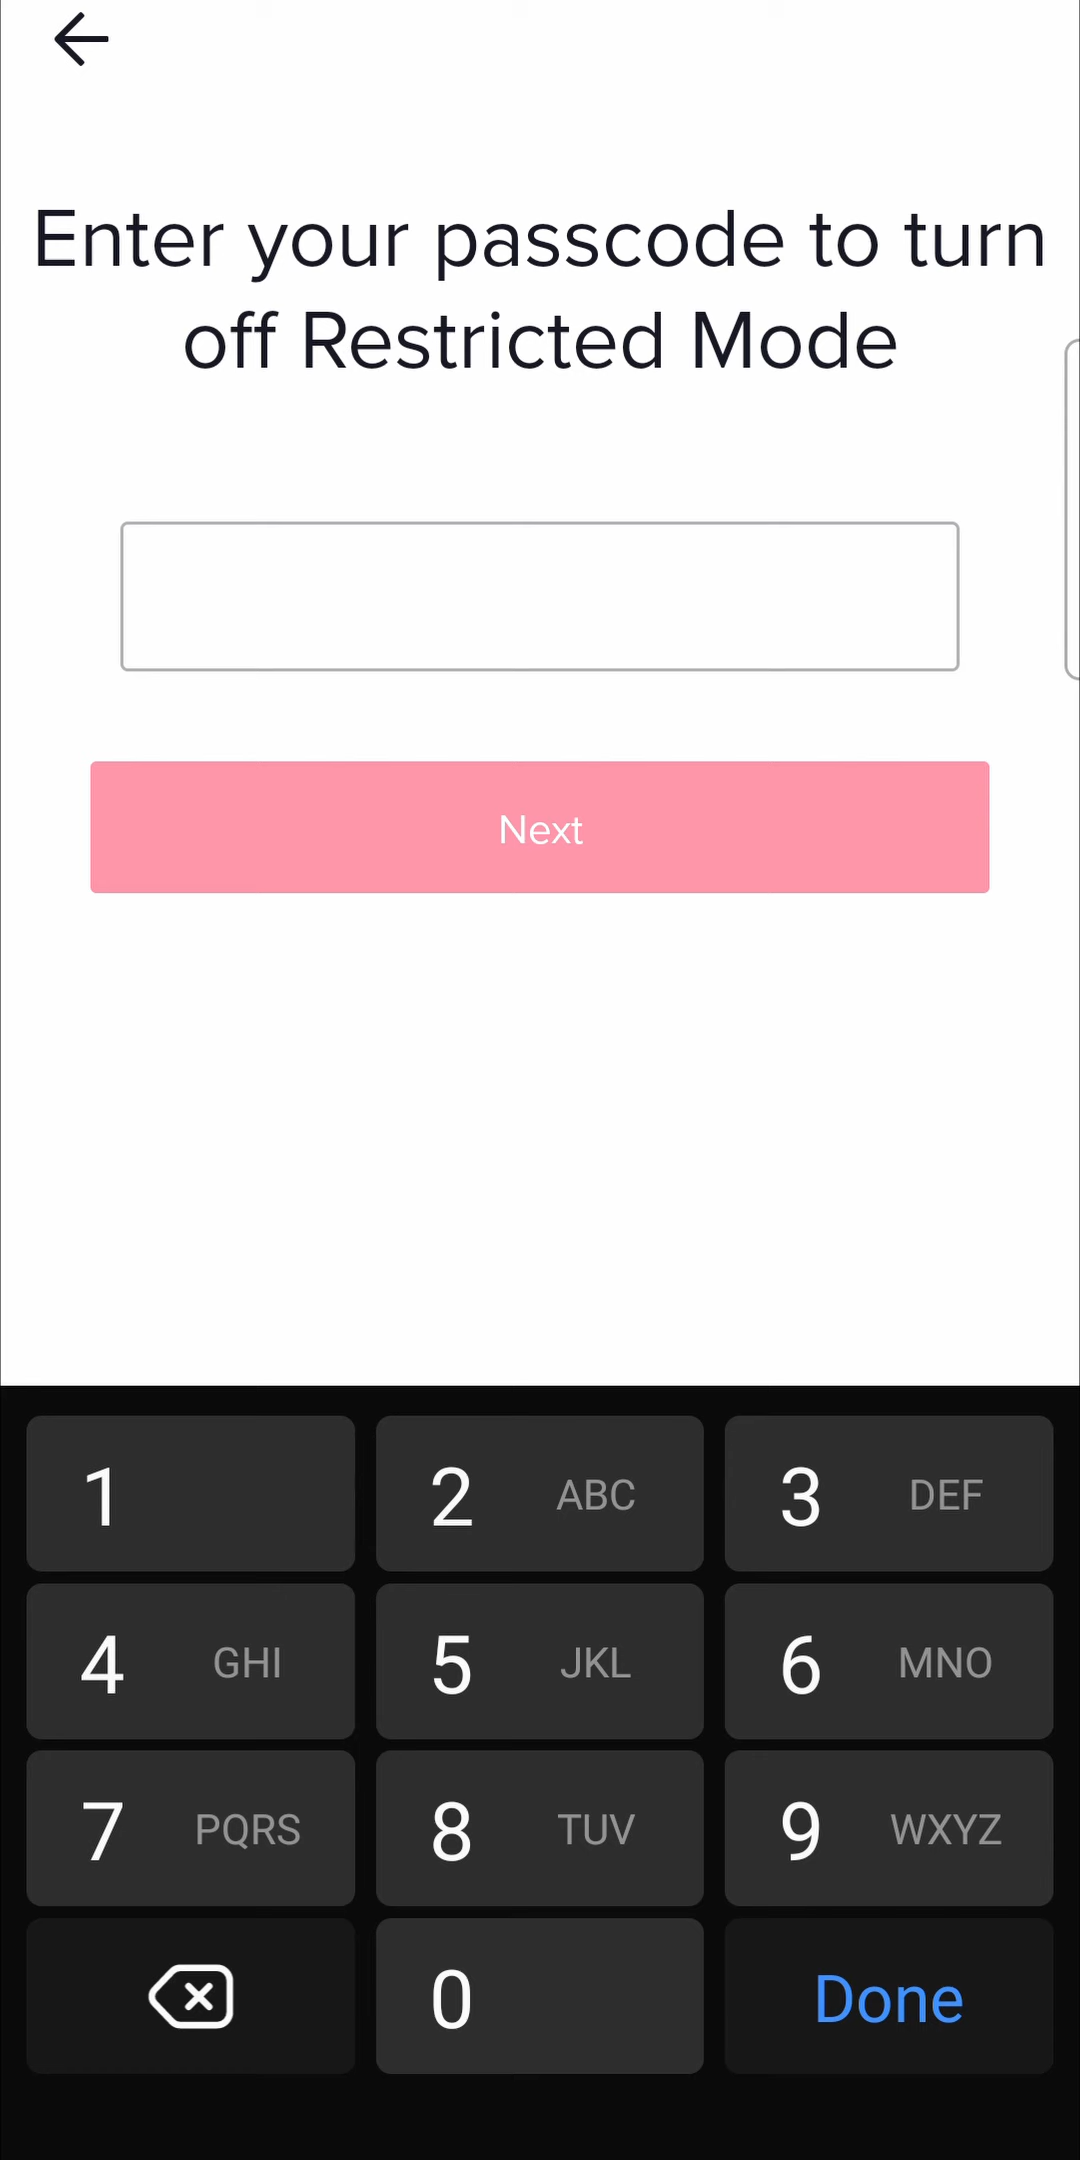 Enter your passcode to turn
off Restricted Mode
Next
1 2 ABC 3 DEF
4 GHI 5 JKL 6 MNO
7 PQRS 8 TUV 9 WXYZ
0 Done